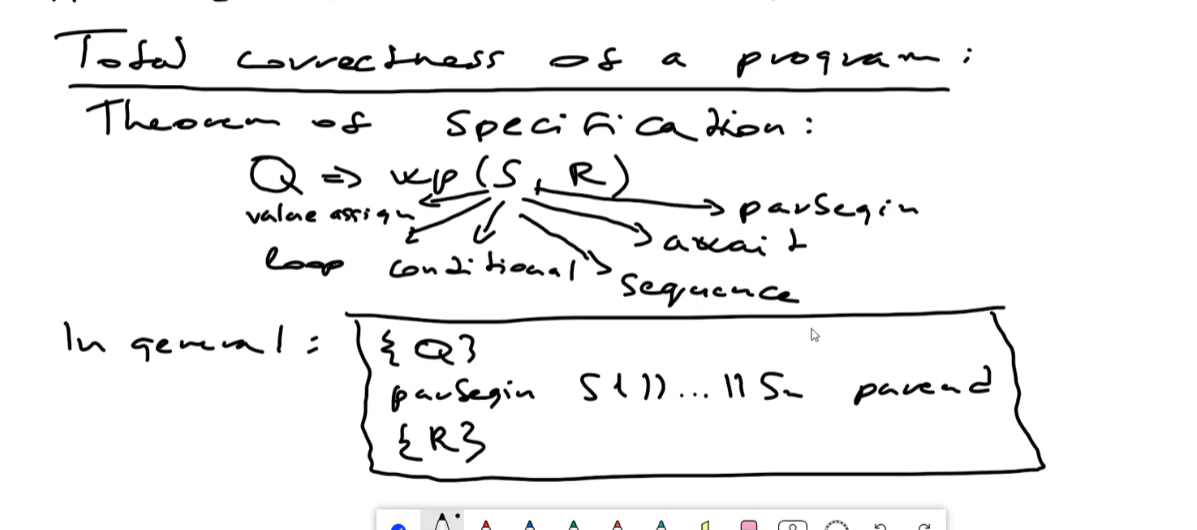 Total correctness of a program:
Theorem of specification:
Q => wp(S, R)
value assign
parbegin
await
loop conditional
sequence
In general:
{Q}
parbegin S1 || ... || Sn parend
{R}